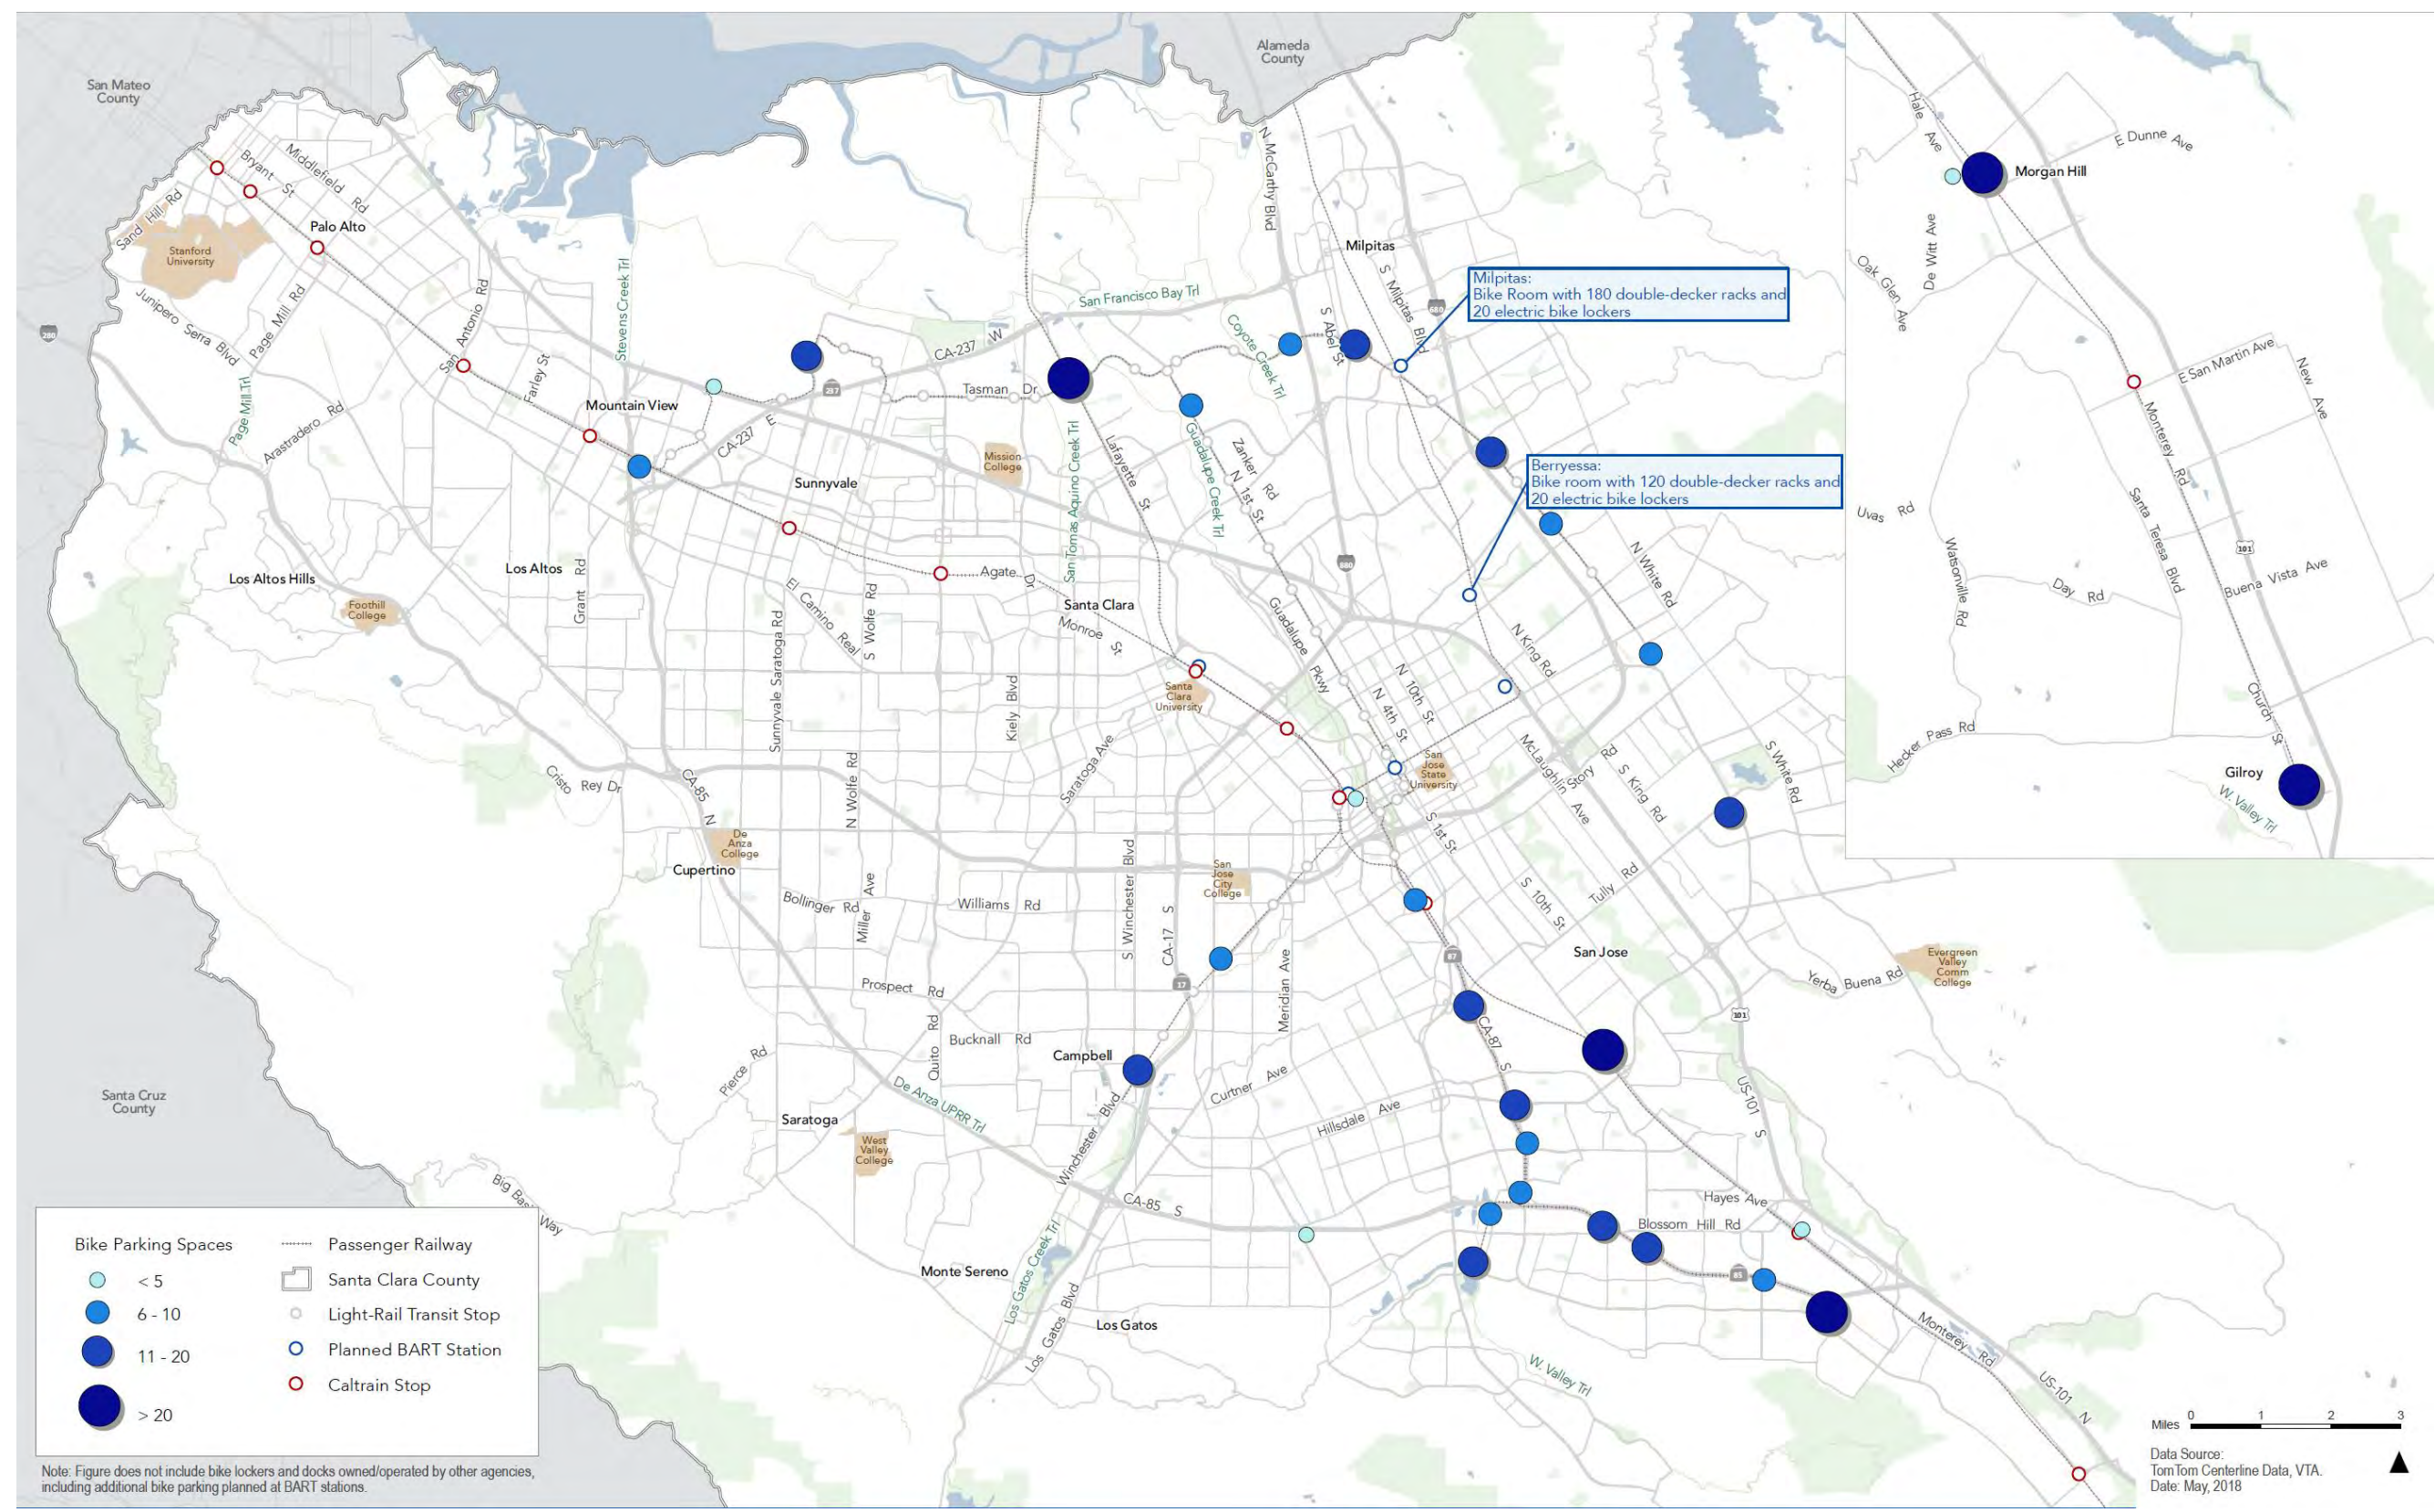 San Mateo
County
Alameda
County
Middlefield Rd
Bryant St
Sand Hill Rd
Palo Alto
Stanford
University
Junipero Serra Blvd
Page Mill Rd
San Antonio Rd
Page Mill Trl
Arastradero Rd
280
Farley St
Stevens Creek Trl
Mountain View
CA-237 E
237
CA-237 W
Tasman Dr
San Francisco Bay Trl
N McCarthy Blvd
Milpitas
S Milpitas Blvd
S Abel St
680
Coyote Creek Trl
Milpitas:
Bike Room with 180 double-decker racks and
20 electric bike lockers
Berryessa:
Bike room with 120 double-decker racks and
20 electric bike lockers
Mission
College
Sunnyvale
San Tomas Aquino Creek Trl
Lafayette St
Guadalupe Creek Trl
Zanker Rd
N 1st St
880
N White Rd
Los Altos Hills
Los Altos
Foothill
College
Grant Rd
El Camino Real
Sunnyvale Saratoga Rd
S Wolfe Rd
Agate Dr
Santa Clara
Monroe St
Guadalupe Pkwy
N King Rd
N 10th St
N 4th St
Santa
Clara
University
Kiely Blvd
Saratoga Ave
San
Jose
State
University
McLaughlin Ave
Story Rd
S King Rd
S White Rd
Cristo Rey Dr
CA-85 N
N Wolfe Rd
De
Anza
College
Cupertino
S Winchester Blvd
San
Jose
City
College
S 1st St
S 10th St
Tully Rd
Bollinger Rd
Miller Ave
Williams Rd
CA-17 S
17
Meridian Ave
87
San Jose
Evergreen
Valley
Comm
College
Yerba Buena Rd
Prospect Rd
Quito Rd
Bucknall Rd
Campbell
CA-87 S
101
US-101 S
Pierce Rd
De Anza UPRR Trl
Curtner Ave
Hillsdale Ave
Santa Cruz
County
Saratoga
West
Valley
College
Winchester Blvd
CA-85 S
Hayes Ave
Blossom Hill Rd
85
Monte Sereno
Los Gatos Creek Trl
Los Gatos Blvd
Los Gatos
Monterey Rd
US-101 N
W. Valley Trl
Hale Ave
E Dunne Ave
Morgan Hill
De Witt Ave
Oak Glen Ave
E San Martin Ave
New Ave
Monterey Rd
Santa Teresa Blvd
Uvas Rd
Watsonville Rd
101
Day Rd
Buena Vista Ave
Church St
Hecker Pass Rd
Gilroy
W. Valley Trl
Bike Parking Spaces
< 5
6 - 10
11 - 20
> 20
Passenger Railway
Santa Clara County
Light-Rail Transit Stop
Planned BART Station
Caltrain Stop
Note: Figure does not include bike lockers and docks owned/operated by other agencies,
including additional bike parking planned at BART stations.
Miles 0 1 2 3
Data Source:
TomTom Centerline Data, VTA.
Date: May, 2018